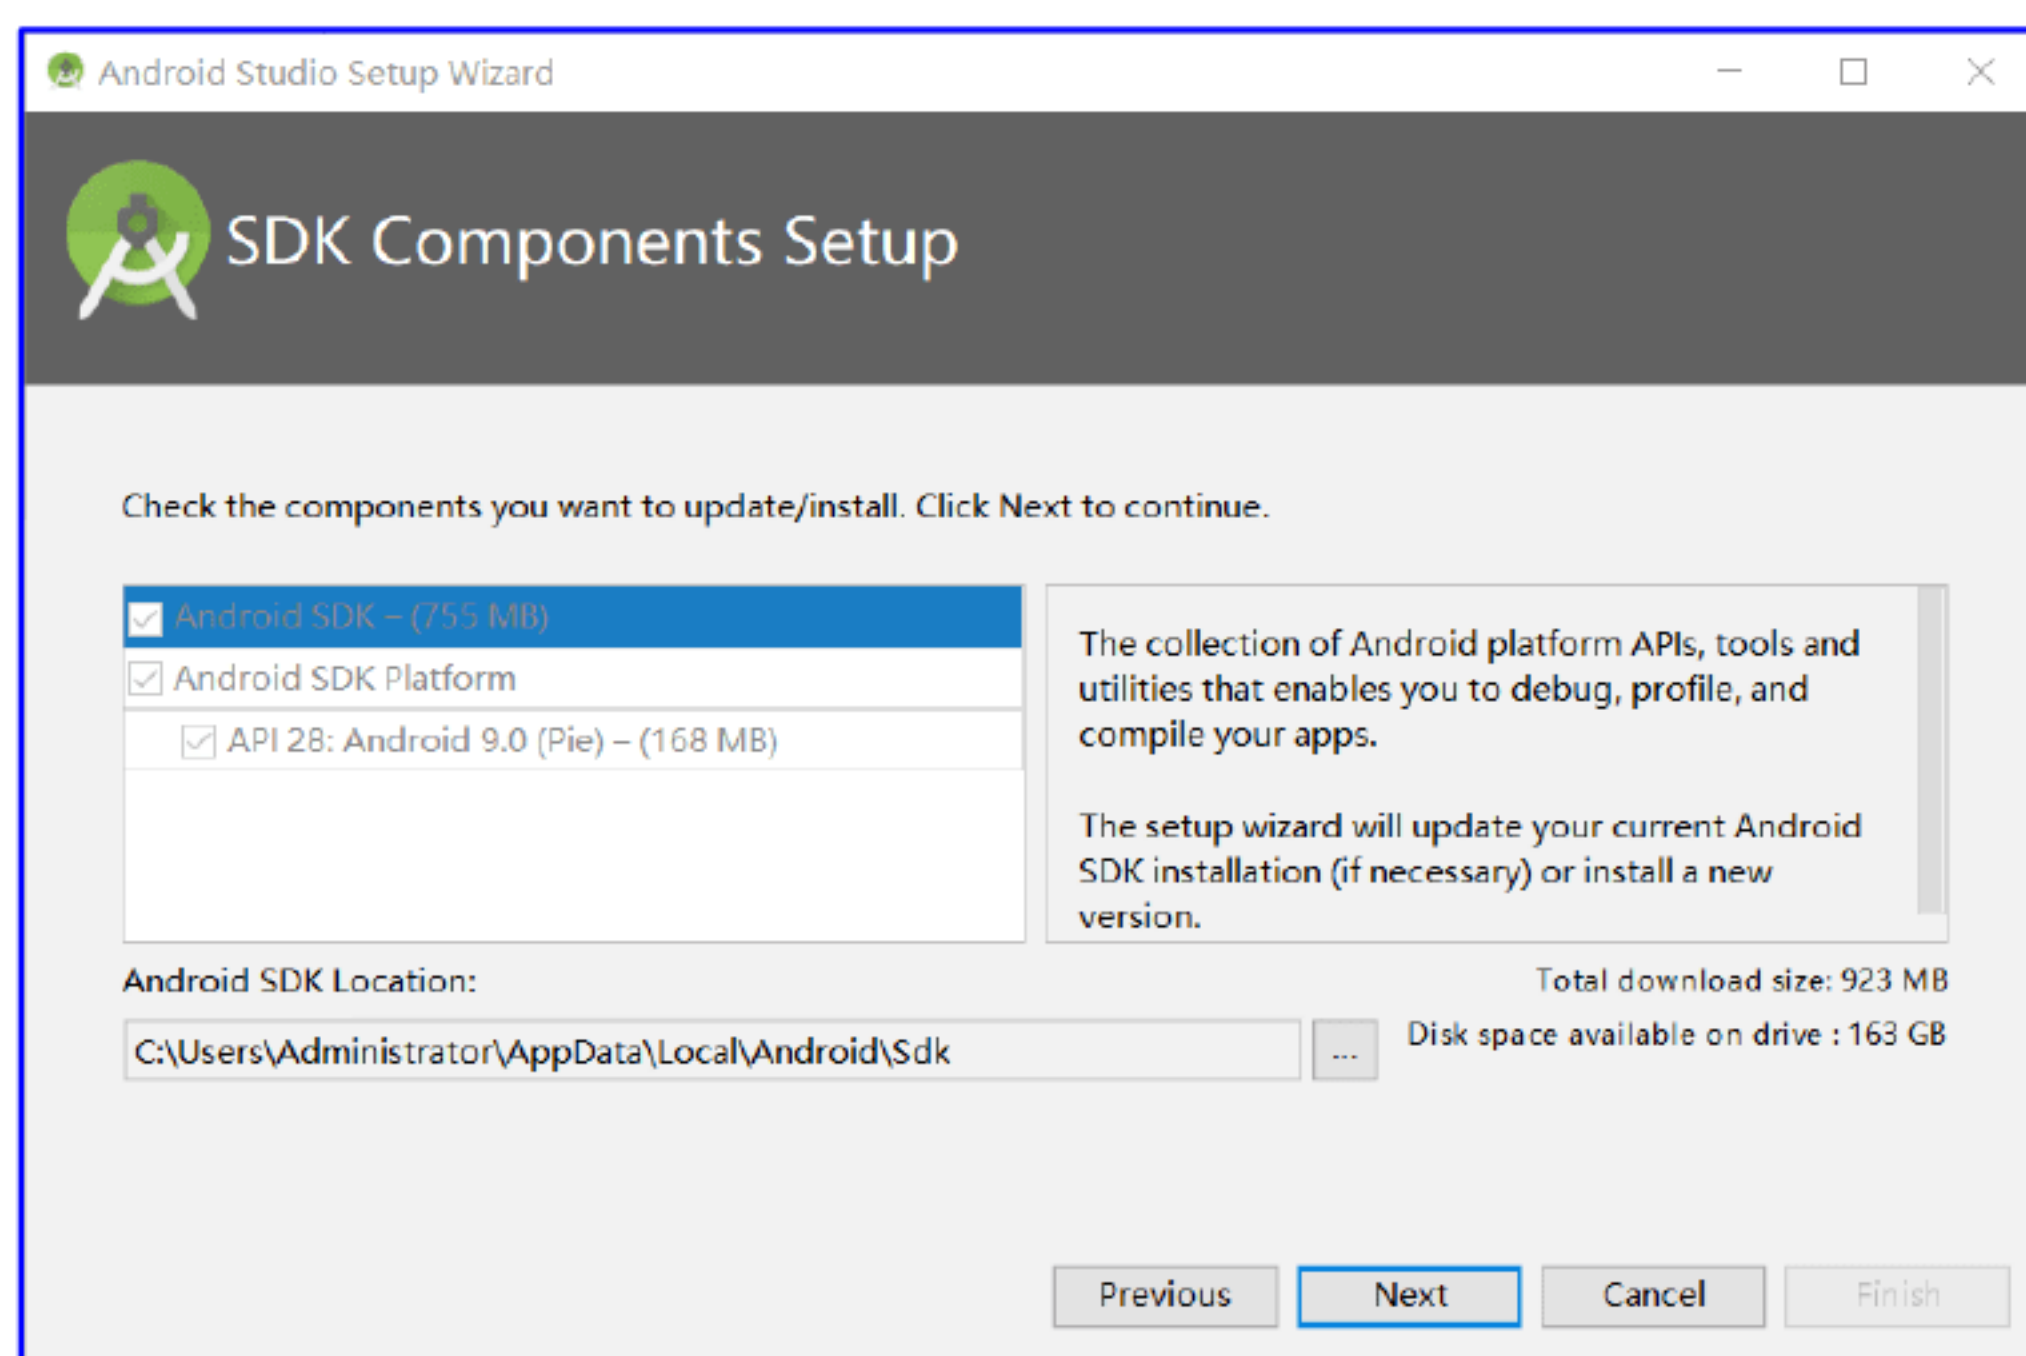 Android Studio Setup Wizard
SDK Components Setup
Check the components you want to update/install. Click Next to continue.
Android SDK – (755 MB)
Android SDK Platform
API 28: Android 9.0 (Pie) – (168 MB)
The collection of Android platform APIs, tools and
utilities that enables you to debug, profile, and
compile your apps.
The setup wizard will update your current Android
SDK installation (if necessary) or install a new
version.
Android SDK Location:
Total download size: 923 MB
C:\Users\Administrator\AppData\Local\Android\Sdk
...
Disk space available on drive : 163 GB
Previous
Next
Cancel
Finish